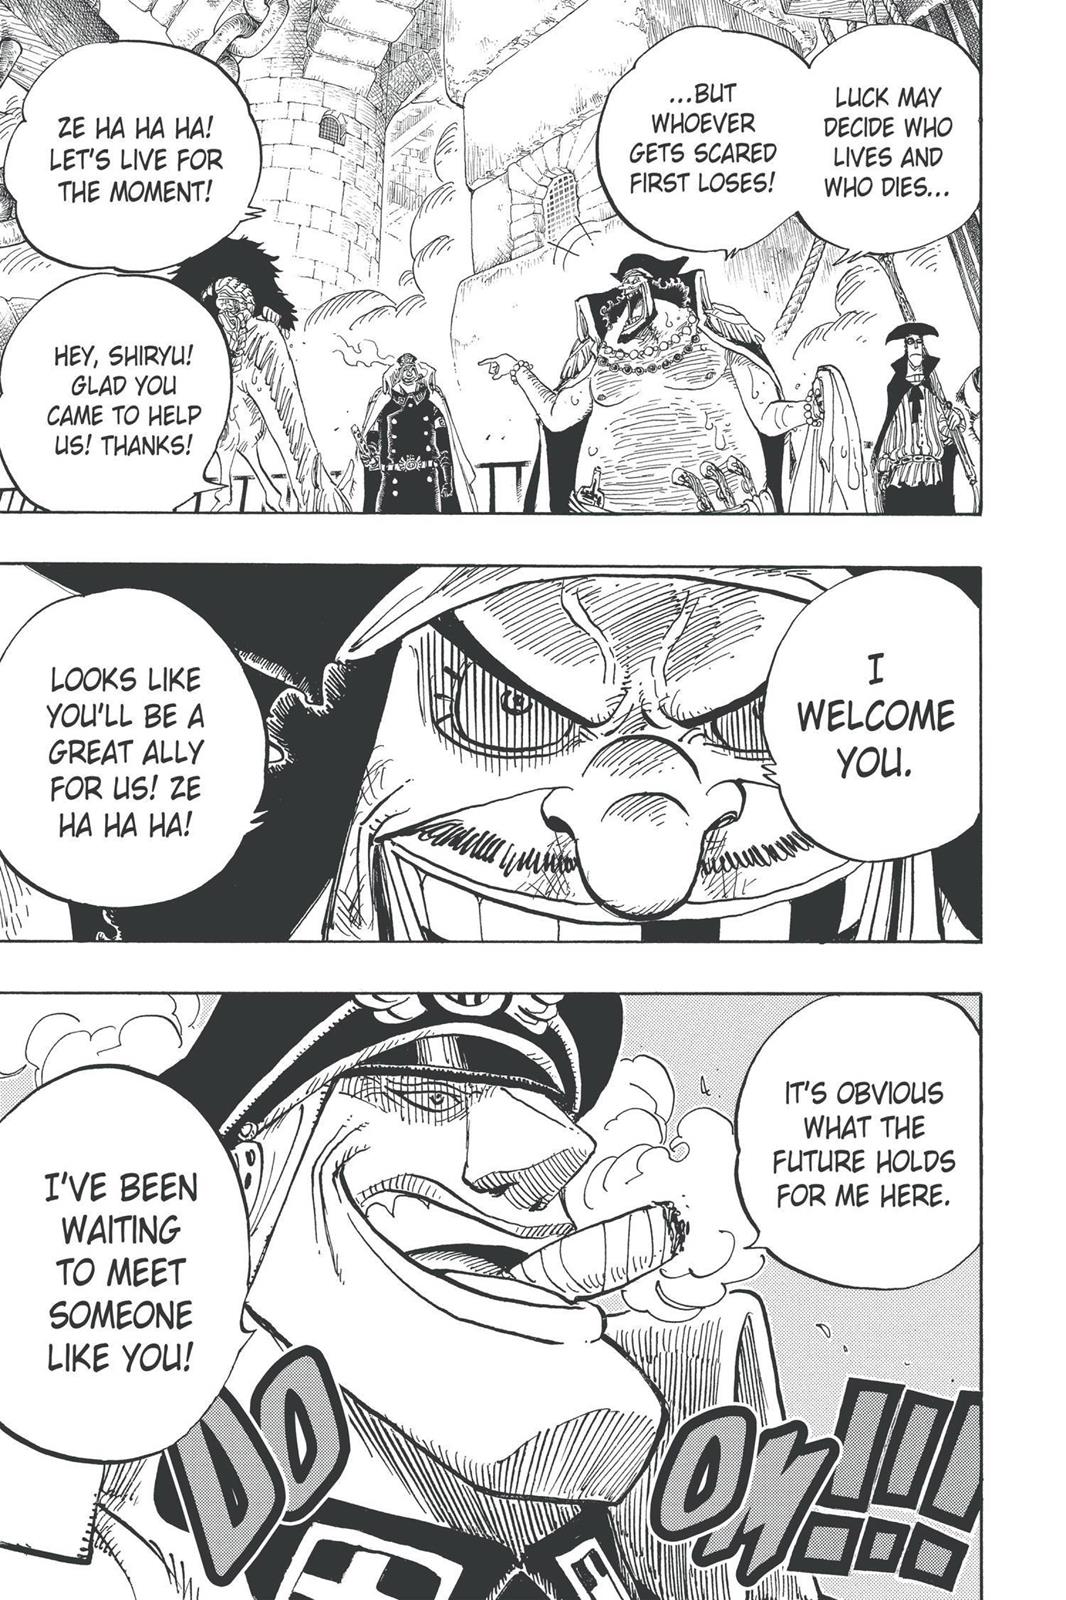 LUCK MAY
DECIDE WHO
LIVES AND
WHO DIES...
...BUT
WHOEVER
GETS SCARED
FIRST LOSES!
ZE HA HA HA!
LET'S LIVE FOR
THE MOMENT!
HEY, SHIRYU!
GLAD YOU
CAME TO HELP
US! THANKS!
I
WELCOME
YOU.
LOOKS LIKE
YOU'LL BE A
GREAT ALLY
FOR US! ZE
HA HA HA!
IT'S OBVIOUS
WHAT THE
FUTURE HOLDS
FOR ME HERE.
I'VE BEEN
WAITING
TO MEET
SOMEONE
LIKE YOU!